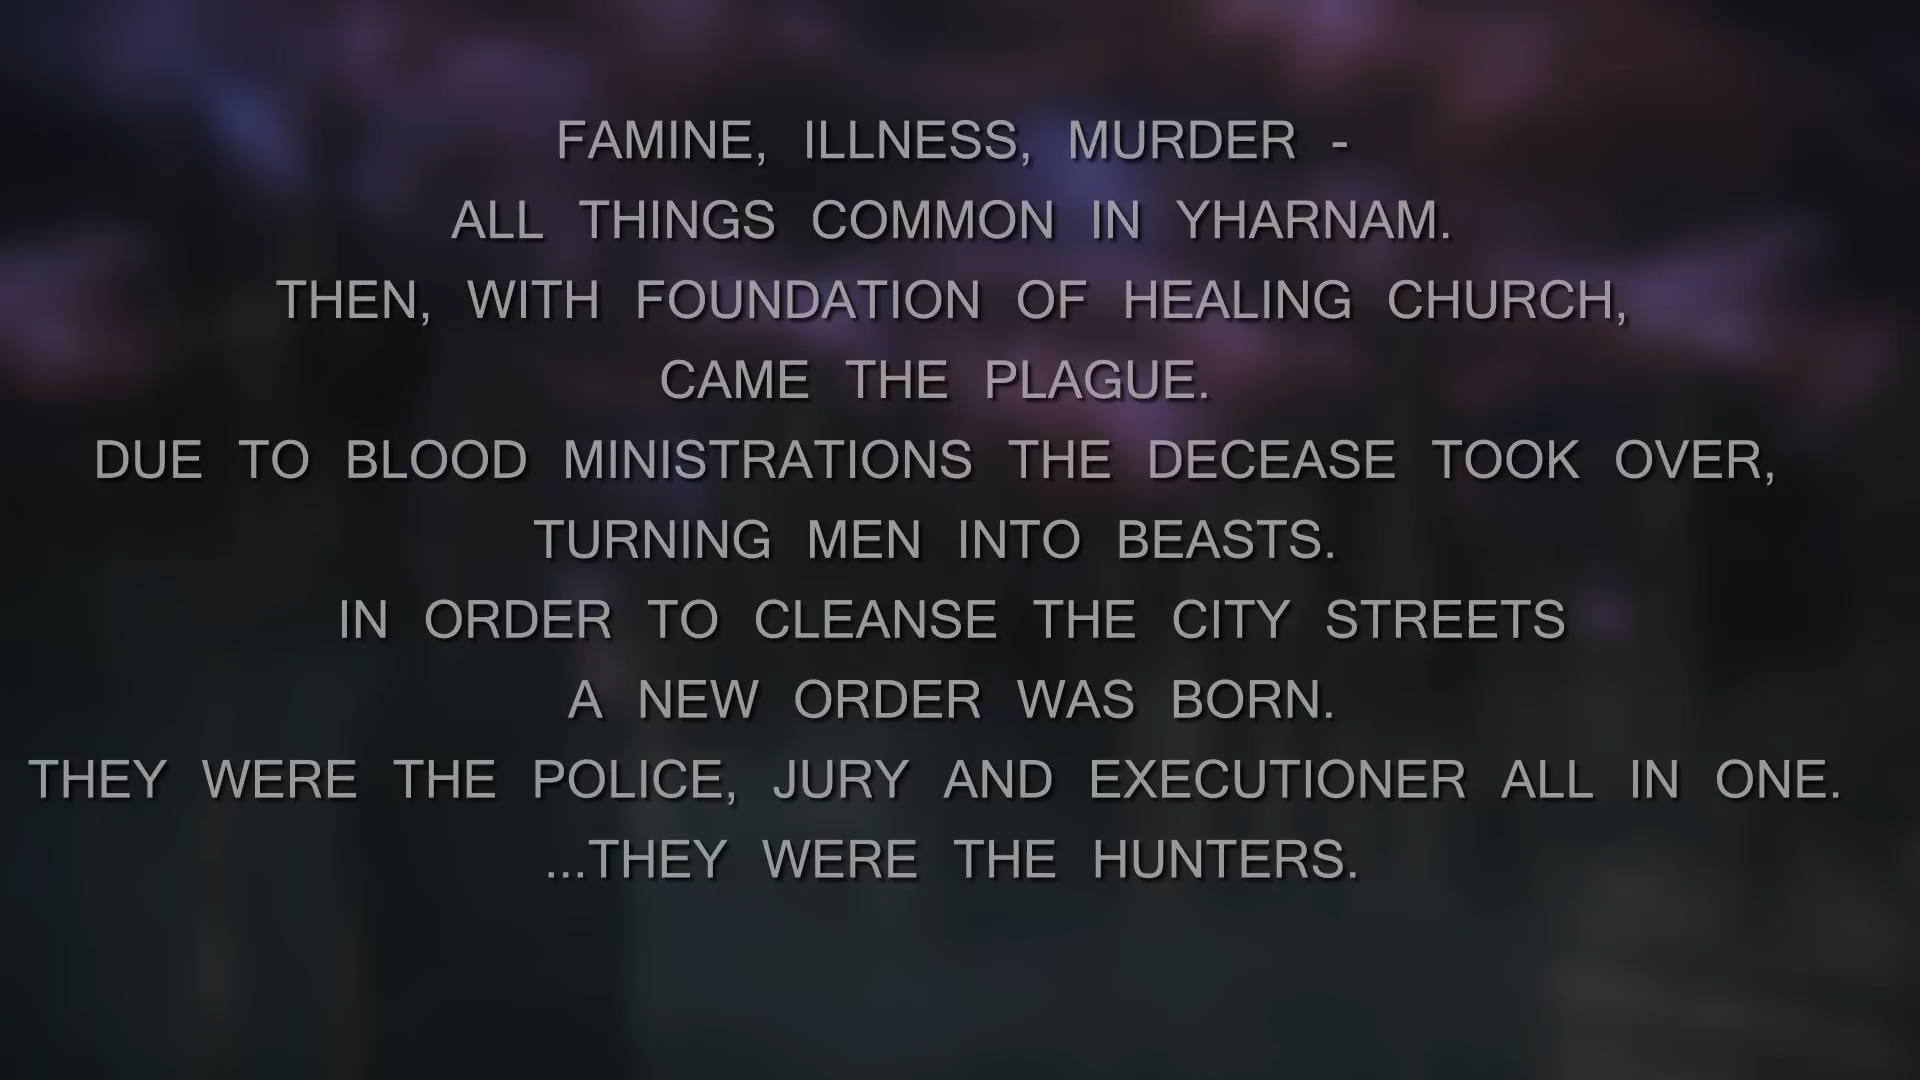 FAMINE, ILLNESS, MURDER -
ALL THINGS COMMON IN YHARNAM.
THEN, WITH FOUNDATION OF HEALING CHURCH,
CAME THE PLAGUE.
DUE TO BLOOD MINISTRATIONS THE DECEASE TOOK OVER,
TURNING MEN INTO BEASTS.
IN ORDER TO CLEANSE THE CITY STREETS
A NEW ORDER WAS BORN.
THEY WERE THE POLICE, JURY AND EXECUTIONER ALL IN ONE.
...THEY WERE THE HUNTERS.